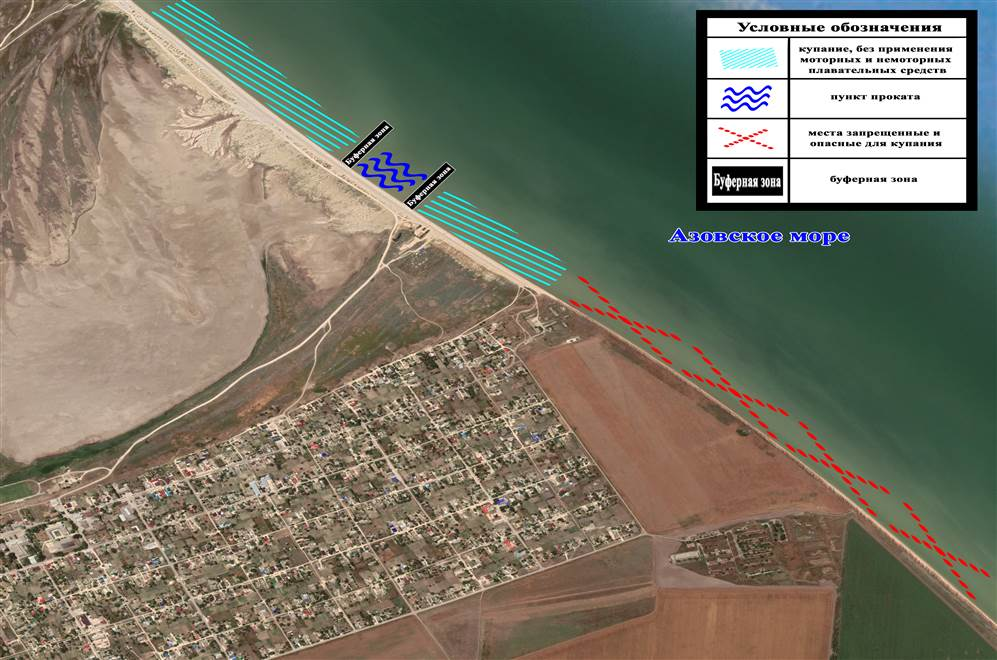 Условные обозначения
купание, без применения
моторных и немоторных
плавательных средств
пункт проката
места запрещенные и
опасные для купания
Буферная зона
буферная зона
Буферная зона
Буферная зона
Азовское море